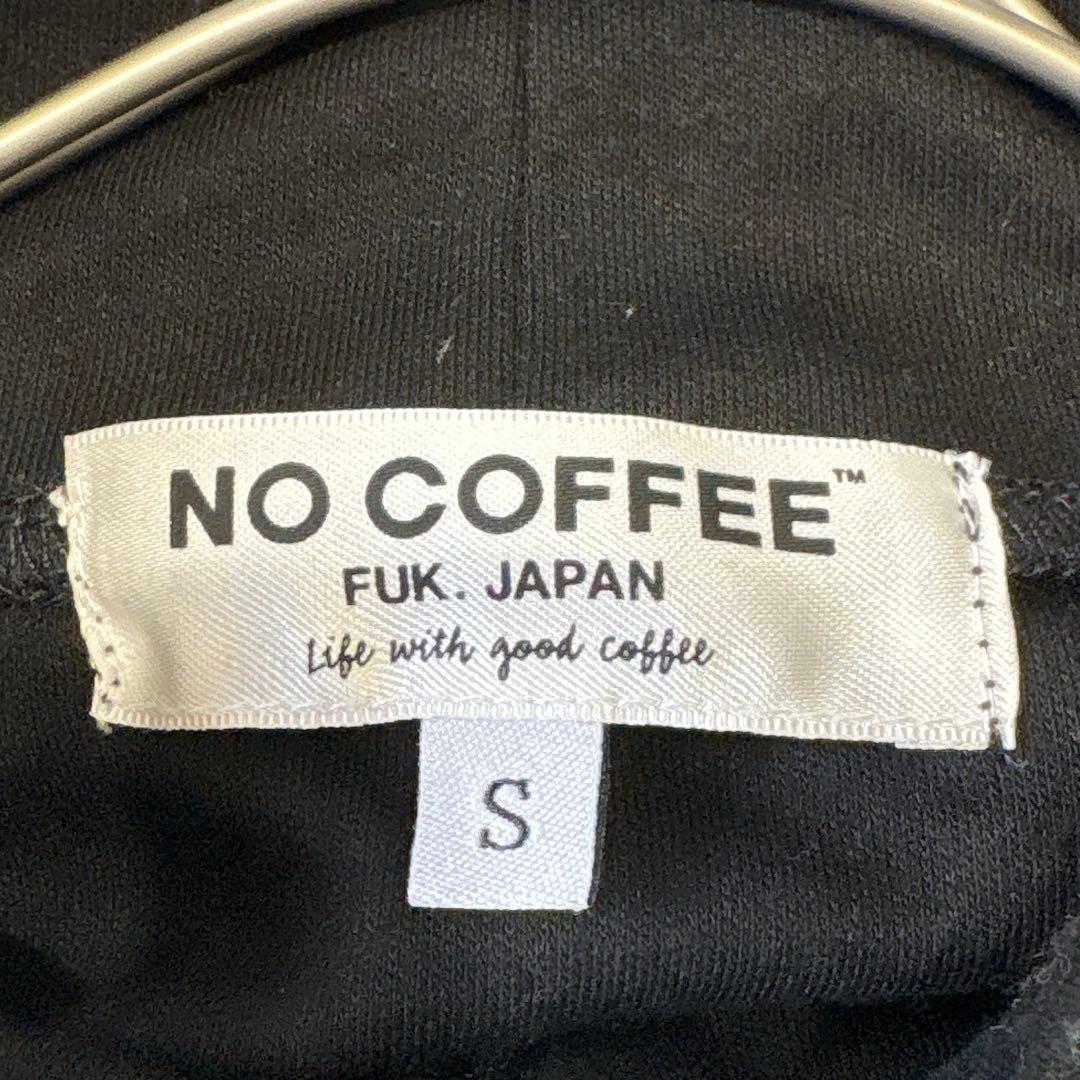 NO COFFEE™
FUK. JAPAN
Life with good coffee
S